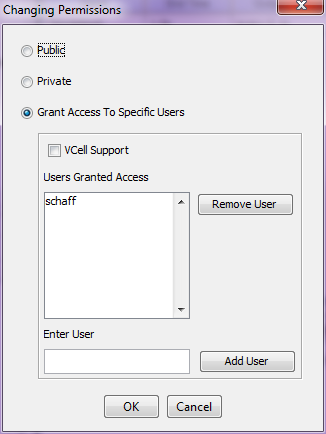 Changing Permissions
Public
Private
Grant Access To Specific Users
VCell Support
Users Granted Access
schaff
Remove User
Enter User
Add User
OK Cancel